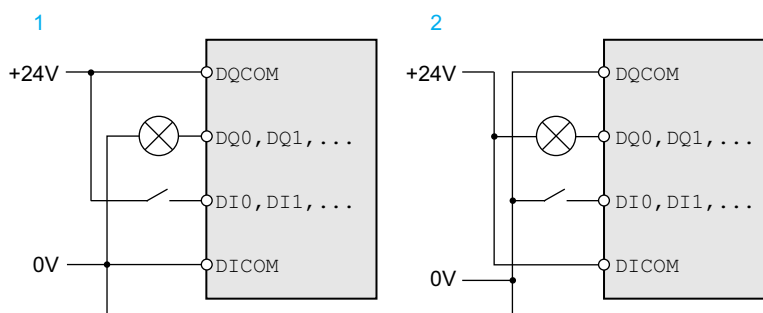 1
2
+24V
DQCOM
+24V
DQCOM
DQ0,DQ1,...
DQ0,DQ1,...
DI0,DI1,...
DI0,DI1,...
0V
DICOM
DICOM
0V